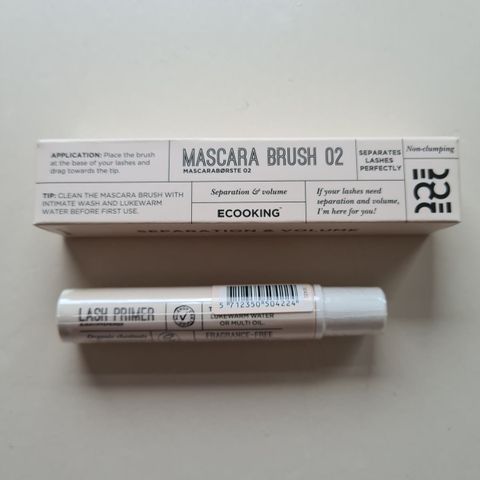 APPLICATION: Place the brush
at the base of your lashes and
drag towards the tip.
MASCARA BRUSH 02
MASCARABØRSTE 02
SEPARATES
LASHES
PERFECTLY
Non-clumping
TIP: CLEAN THE MASCARA BRUSH WITH
INTIMATE WASH AND LUKEWARM
WATER BEFORE FIRST USE.
Separation & volume
ECOOKING
If your lashes need
separation and volume,
I'm here for you!
SEPARATION & VOLUME
LASH PRIMER
5 712350 504224
LUKEWARM WATER
OR MULTI OIL.
FRAGRANCE-FREE